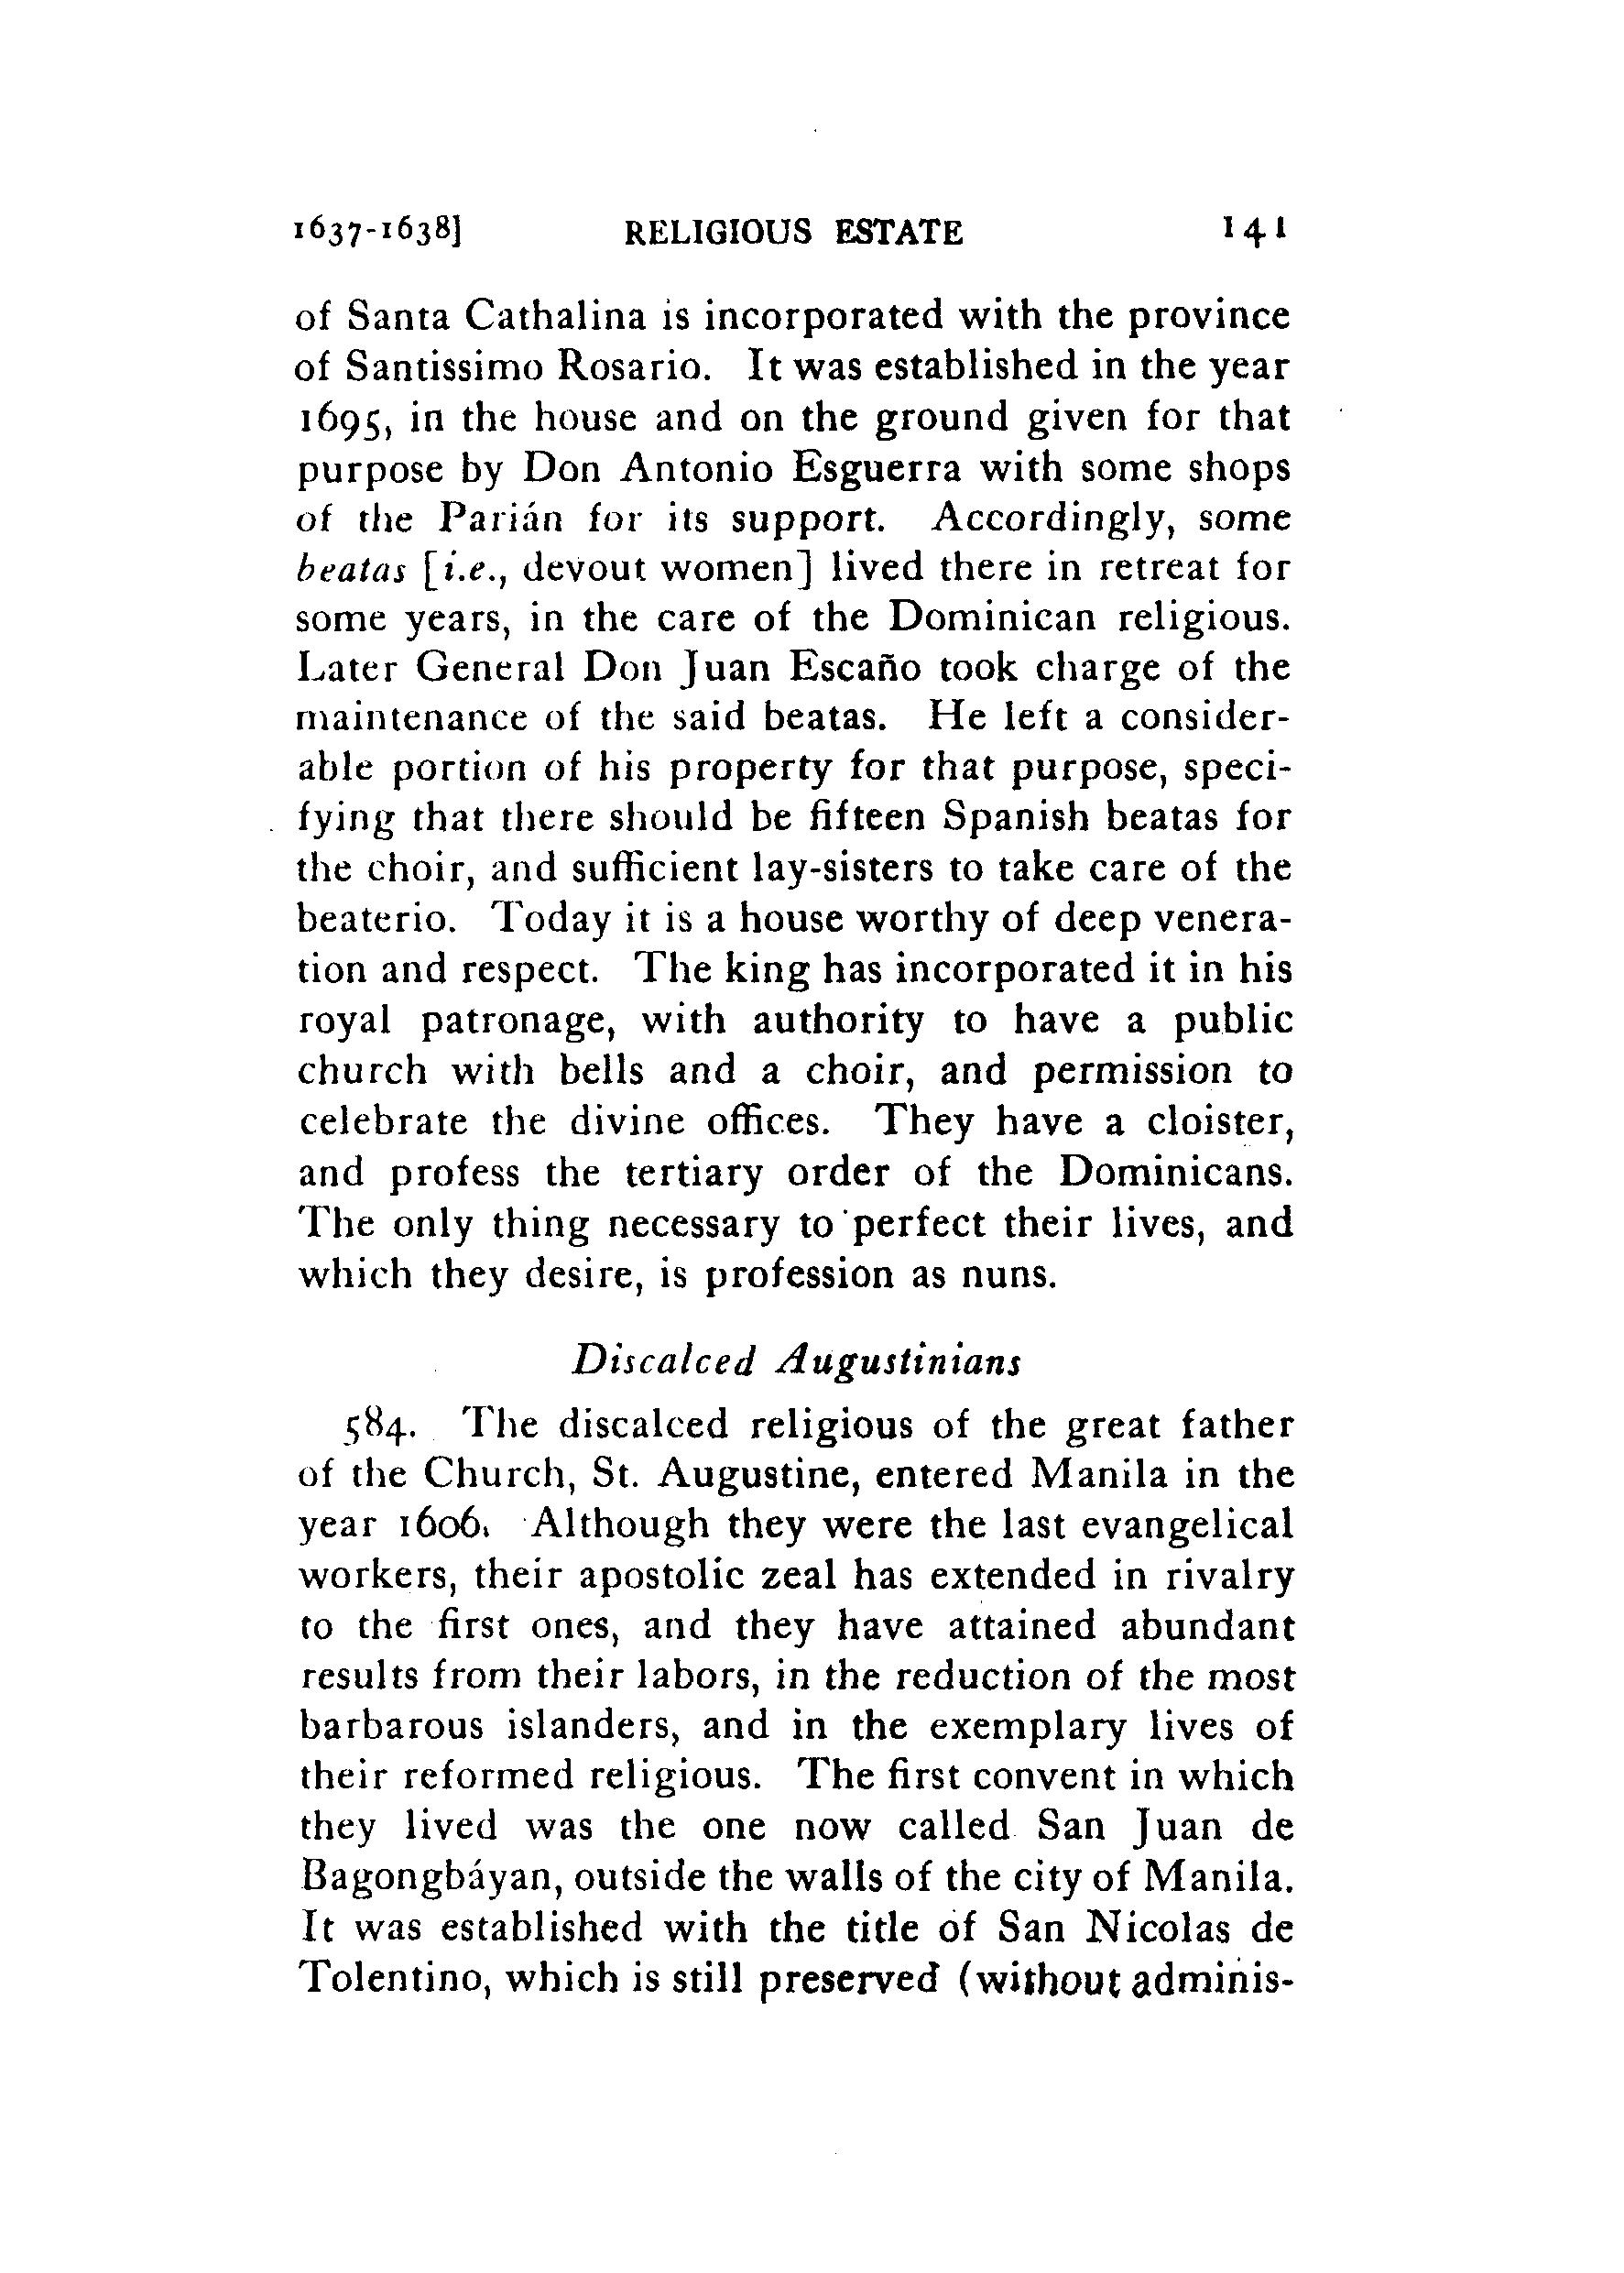 1637-1638] RELIGIOUS ESTATE 141
of Santa Cathalina is incorporated with the province
of Santissimo Rosario. It was established in the year
1695, in the house and on the ground given for that
purpose by Don Antonio Esguerra with some shops
of the Parián for its support. Accordingly, some
beatas [i.e., devout women] lived there in retreat for
some years, in the care of the Dominican religious.
Later General Don Juan Escaño took charge of the
maintenance of the said beatas. He left a consider-
able portion of his property for that purpose, speci-
fying that there should be fifteen Spanish beatas for
the choir, and sufficient lay-sisters to take care of the
beaterio. Today it is a house worthy of deep venera-
tion and respect. The king has incorporated it in his
royal patronage, with authority to have a public
church with bells and a choir, and permission to
celebrate the divine offices. They have a cloister,
and profess the tertiary order of the Dominicans.
The only thing necessary to perfect their lives, and
which they desire, is profession as nuns.
Discalced Augustinians
584. The discalced religious of the great father
of the Church, St. Augustine, entered Manila in the
year 1606. Although they were the last evangelical
workers, their apostolic zeal has extended in rivalry
to the first ones, and they have attained abundant
results from their labors, in the reduction of the most
barbarous islanders, and in the exemplary lives of
their reformed religious. The first convent in which
they lived was the one now called San Juan de
Bagongbáyan, outside the walls of the city of Manila.
It was established with the title of San Nicolas de
Tolentino, which is still preserved (without adminis-